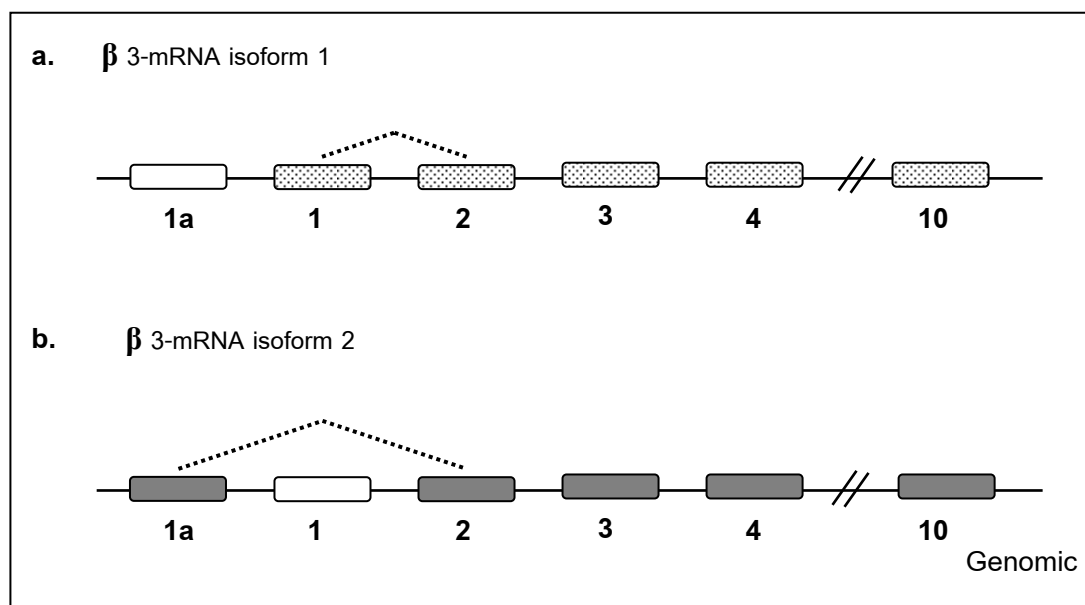 a. β 3-mRNA isoform 1
1a 1 2 3 4 10
b. β 3-mRNA isoform 2
1a 1 2 3 4 10
Genomic